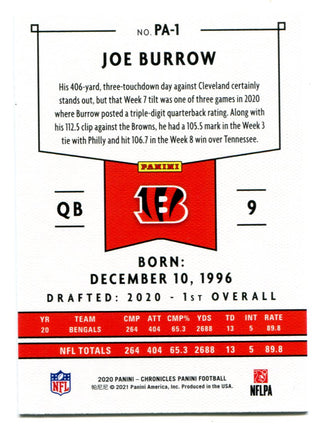 NO. PA-1
JOE BURROW
His 406-yard, three-touchdown day against Cleveland certainly
stands out, but that Week 7 tilt was one of three games in 2020
where Burrow posted a triple-digit quarterback rating. Along with
his 112.5 clip against the Browns, he had a 105.5 mark in the Week 3
tie with Philly and hit 106.7 in the Week 8 win over Tennessee.
PANINI
QB B 9
BORN:
DECEMBER 10, 1996
DRAFTED: 2020 - 1ST OVERALL
YR TEAM CMP ATT CMP% YDS TD INT RATE
20 BENGALS 264 404 65.3 2688 13 5 89.8
NFL TOTALS 264 404 65.3 2688 13 5 89.8
NFL 2020 PANINI - CHRONICLES PANINI FOOTBALL NFLPA
帕尼尼 © 2021 Panini America, Inc. Produced in the USA.